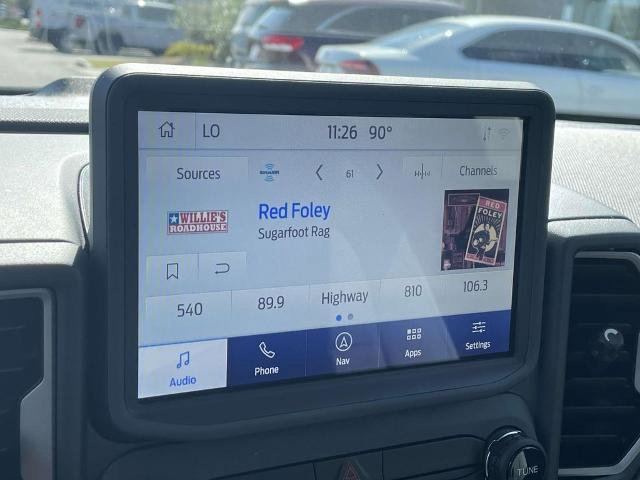 LO 11:26 90°
Sources SiriusXM 61 Channels
Red Foley
WILLIE'S
ROADHOUSE
Sugarfoot Rag
RED
FOLEY
540 89.9 Highway 810 106.3
Audio Phone Nav Apps Settings
TUNE